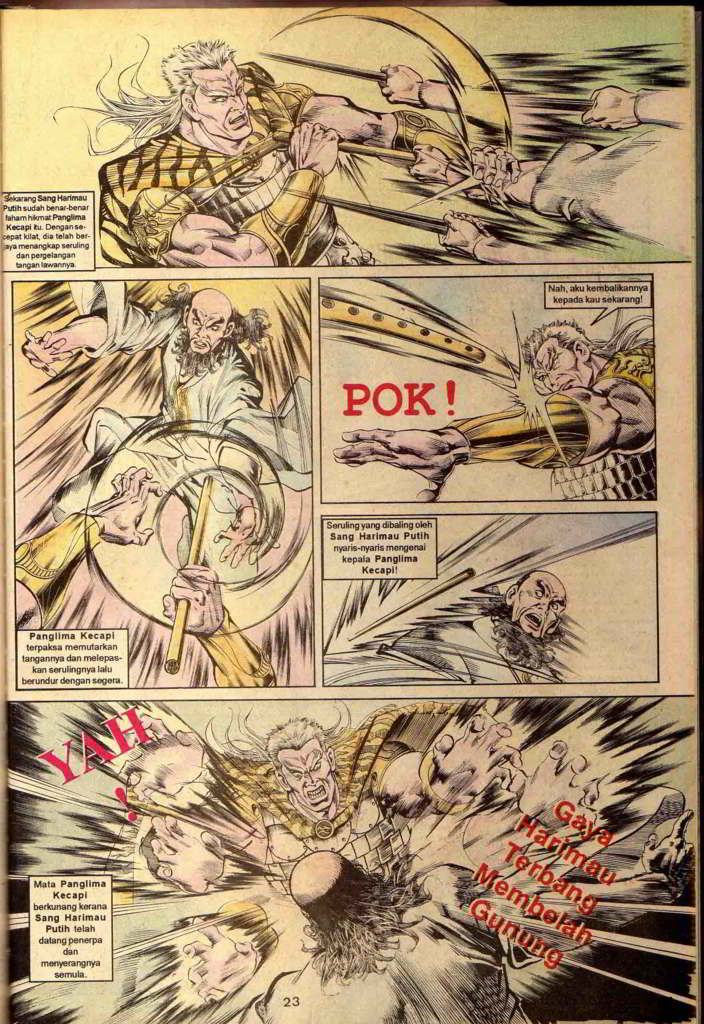 Sekarang Sang Harimau
Putih sudah benar-benar
faham hikmat Panglima
Kecapi itu. Dengan se-
cepat kilat, dia telah ber-
jaya menangkap seruling
dan pergelangan
tangan lawannya.
Panglima Kecapi
terpaksa memutarkan
tangannya dan melepas-
kan serulingnya lalu
berundur dengan segera.
Nah, aku kembalikannya
kepada kau sekarang!
POK!
Seruling yang dibaling oleh
Sang Harimau Putih
nyaris-nyaris mengenai
kepala Panglima
Kecapi!
YAH
!
Gaya
Harimau
Terbang
Membelah
Gunung
Mata Panglima
Kecapi
berkunang kerana
Sang Harimau
Putih telah
datang penerpa
dan
menyerangnya
semula.
23